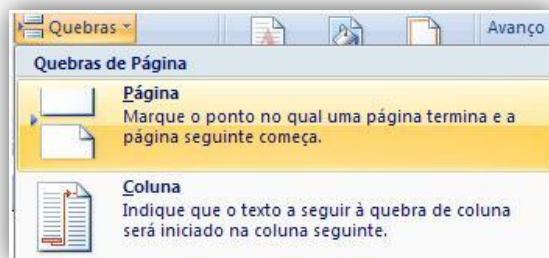 Quebras
Avanço
Quebras de Página
Página
Marque o ponto no qual uma página termina e a
página seguinte começa.
Coluna
Indique que o texto a seguir à quebra de coluna
será iniciado na coluna seguinte.